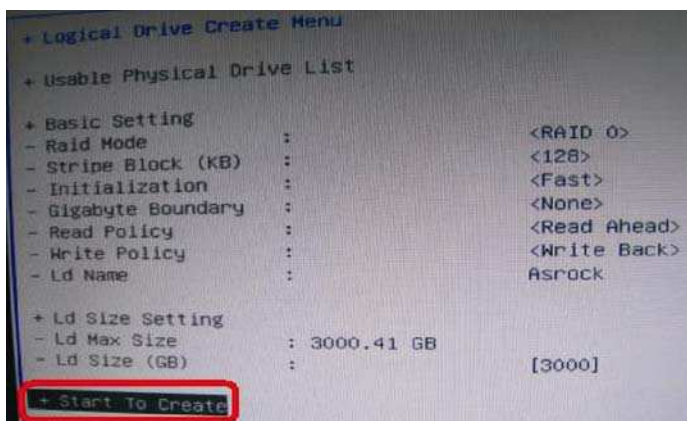 + Logical Drive Create Menu
+ Usable Physical Drive List
+ Basic Setting
- Raid Mode : <RAID 0>
- Stripe Block (KB) : <128>
- Initialization : <Fast>
- Gigabyte Boundary : <None>
- Read Policy : <Read Ahead>
- Write Policy : <Write Back>
- Ld Name : Asrock
+ Ld Size Setting
- Ld Max Size : 3000.41 GB
- Ld Size (GB) : [3000]
+ Start To Create